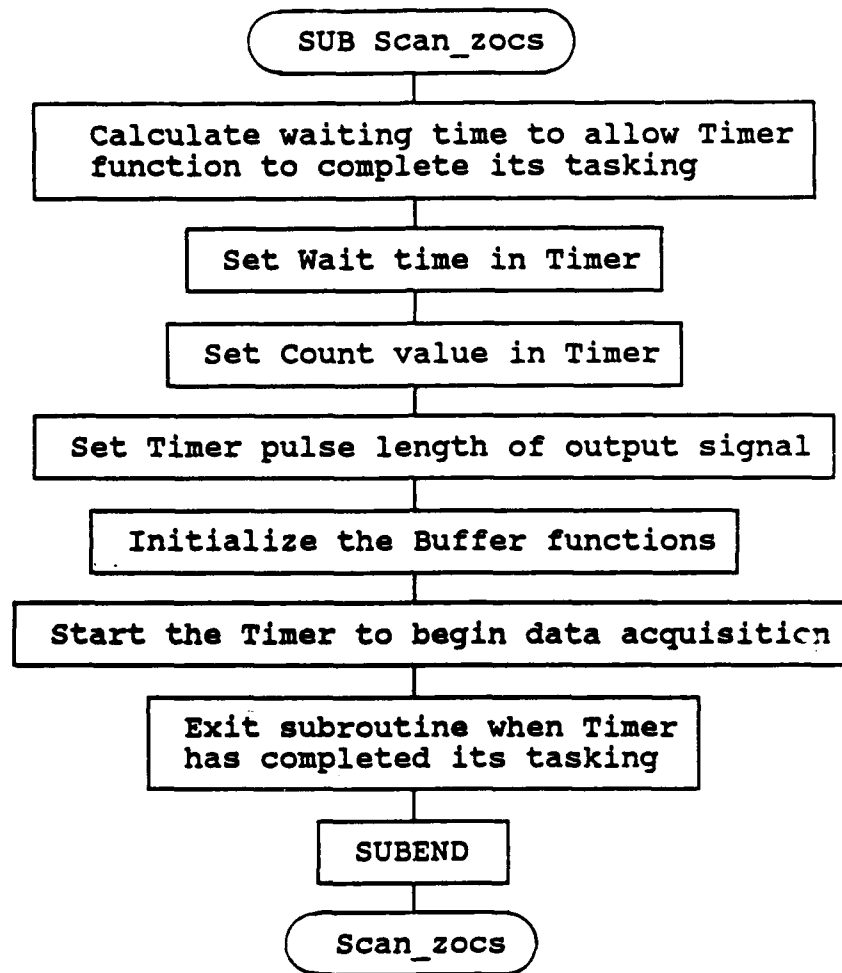 SUB Scan_zocs
Calculate waiting time to allow Timer
function to complete its tasking
Set Wait time in Timer
Set Count value in Timer
Set Timer pulse length of output signal
Initialize the Buffer functions
Start the Timer to begin data acquisition
Exit subroutine when Timer
has completed its tasking
SUBEND
Scan_zocs